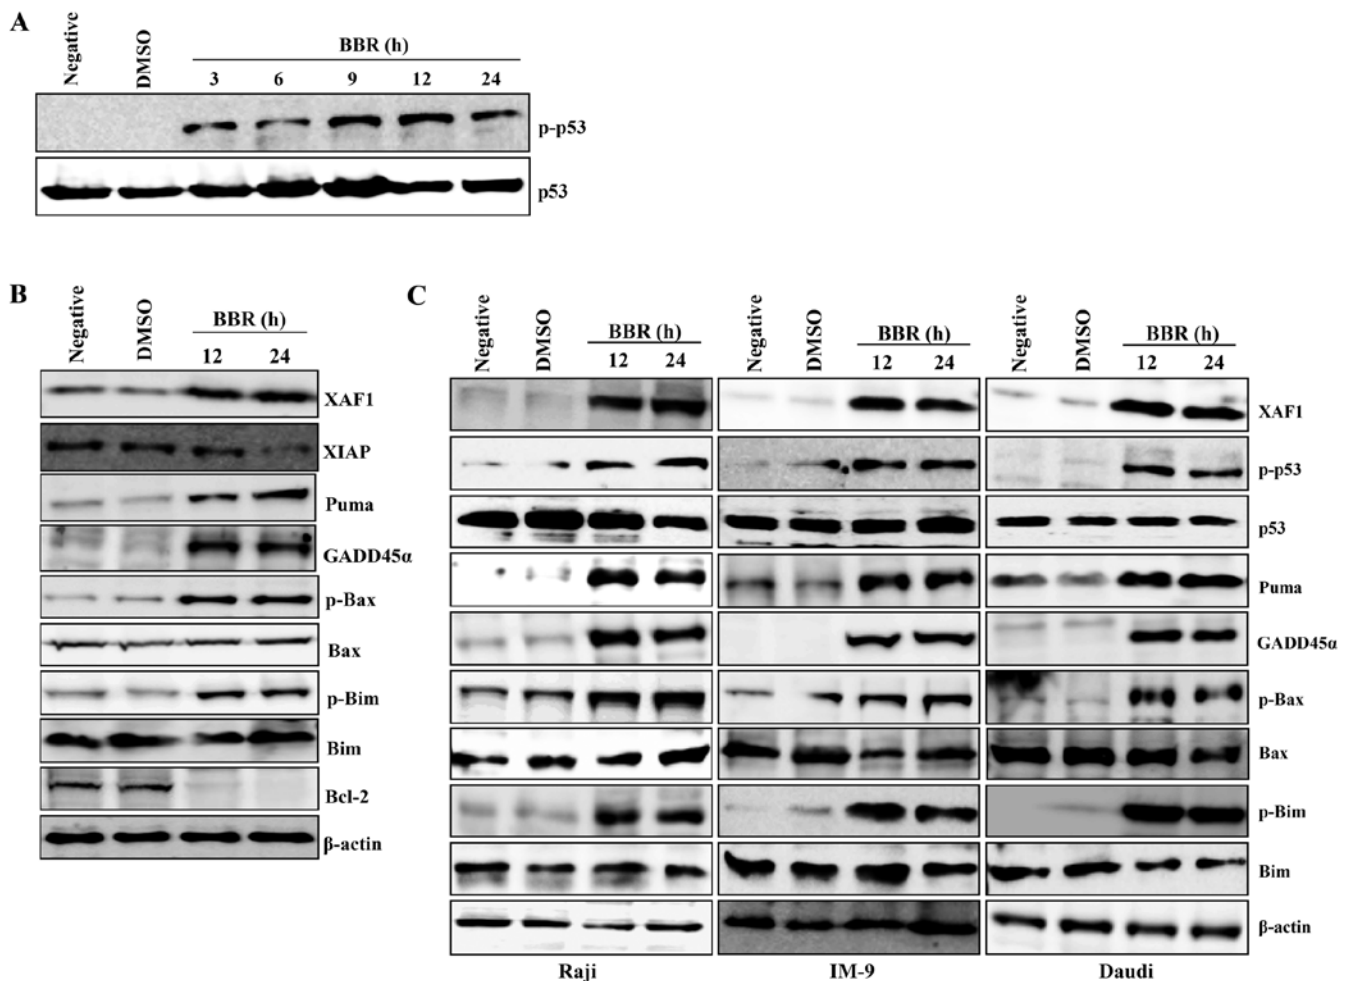 A
Negative
DMSO
BBR (h)
3 6 9 12 24
p-p53
p53
B
Negative
DMSO
BBR (h)
12 24
XAF1
XIAP
Puma
GADD45α
p-Bax
Bax
p-Bim
Bim
Bcl-2
β-actin
C
Negative
DMSO
BBR (h)
12 24
Negative
DMSO
BBR (h)
12 24
Negative
DMSO
BBR (h)
12 24
XAF1
p-p53
p53
Puma
GADD45α
p-Bax
Bax
p-Bim
Bim
β-actin
Raji IM-9 Daudi